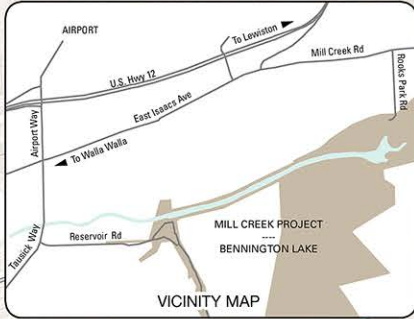 AIRPORT
To Lewiston
Mill Creek Rd
U.S. Hwy 12
Rooks Park Rd
East Isaacs Ave
Airport Way
To Walla Walla
MILL CREEK PROJECT
----
BENNINGTON LAKE
Reservoir Rd
Tausick Way
VICINITY MAP